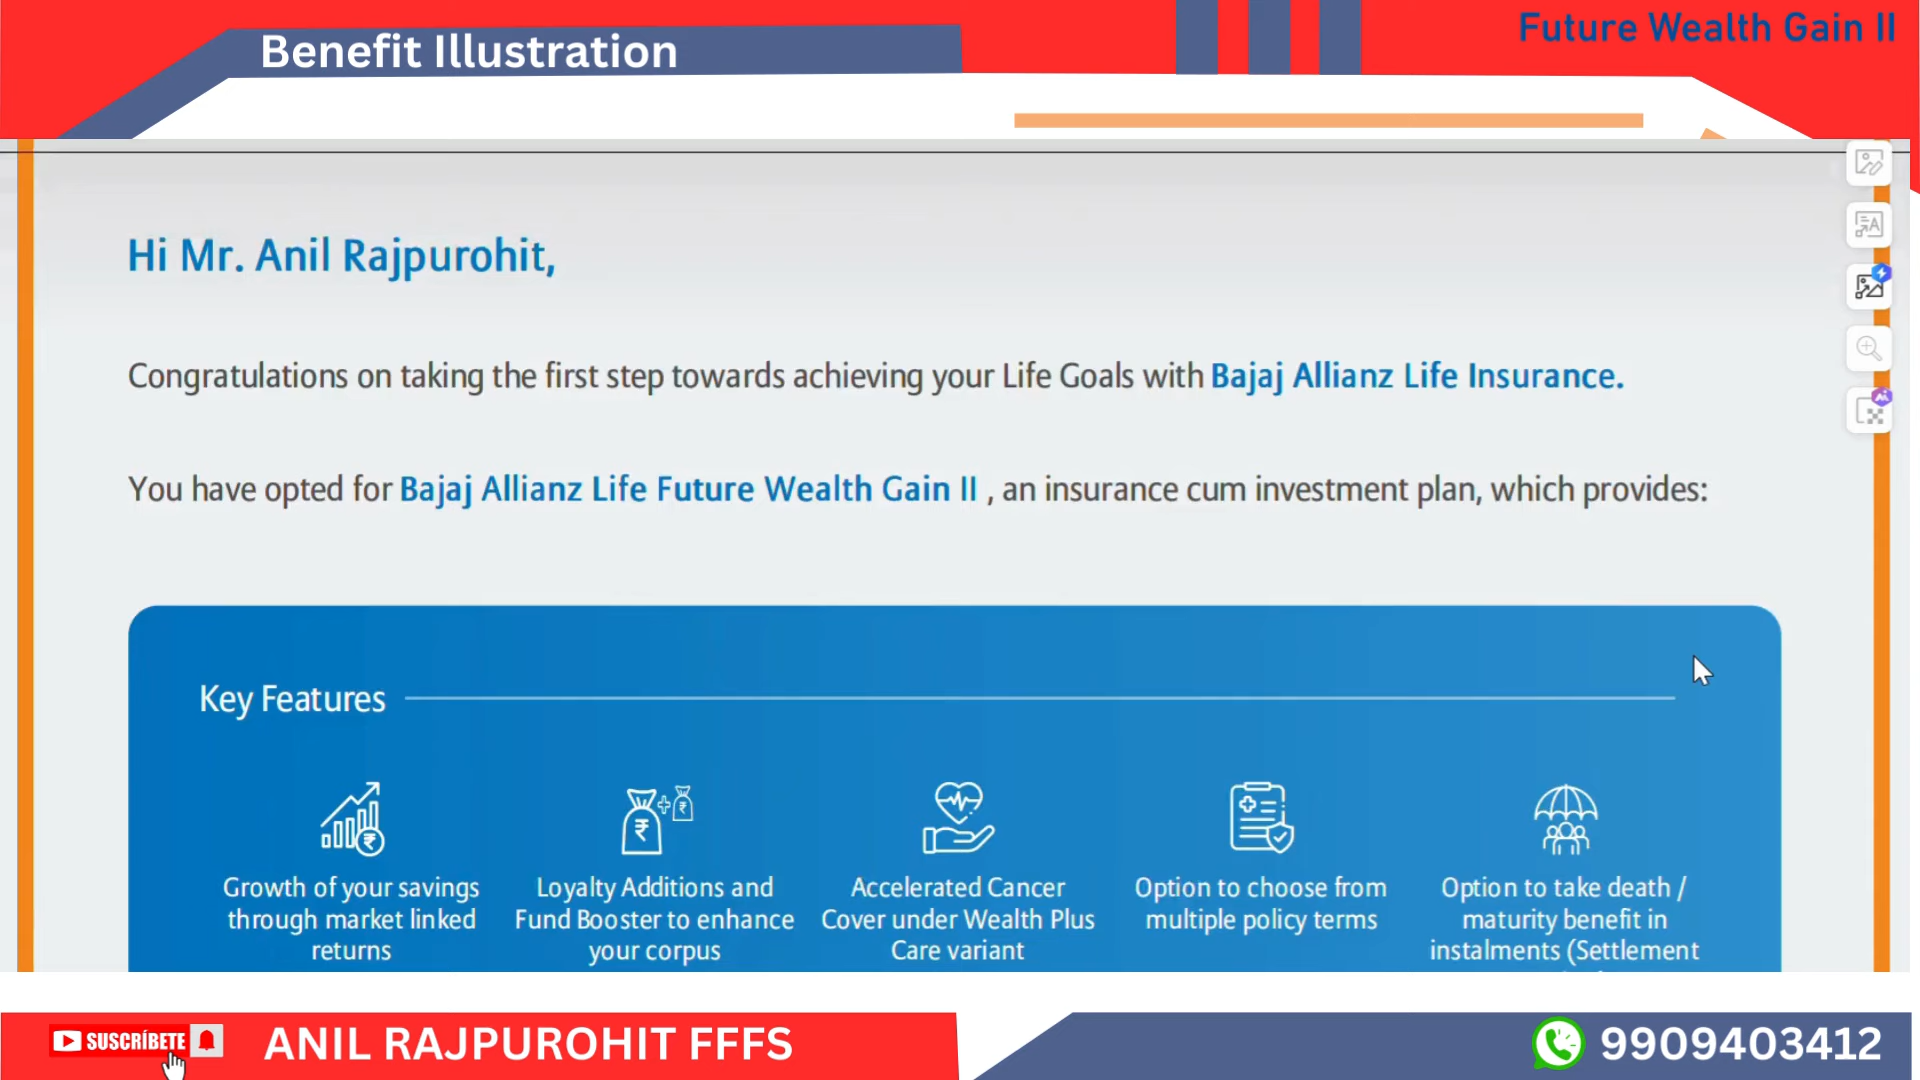 Benefit Illustration
Future Wealth Gain II
Hi Mr. Anil Rajpurohit,
Congratulations on taking the first step towards achieving your Life Goals with Bajaj Allianz Life Insurance.
You have opted for Bajaj Allianz Life Future Wealth Gain II , an insurance cum investment plan, which provides:
Key Features
Growth of your savings
through market linked
returns
Loyalty Additions and
Fund Booster to enhance
your corpus
Accelerated Cancer
Cover under Wealth Plus
Care variant
Option to choose from
multiple policy terms
Option to take death /
maturity benefit in
instalments (Settlement
SUSCRÍBETE
ANIL RAJPUROHIT FFFS
9909403412